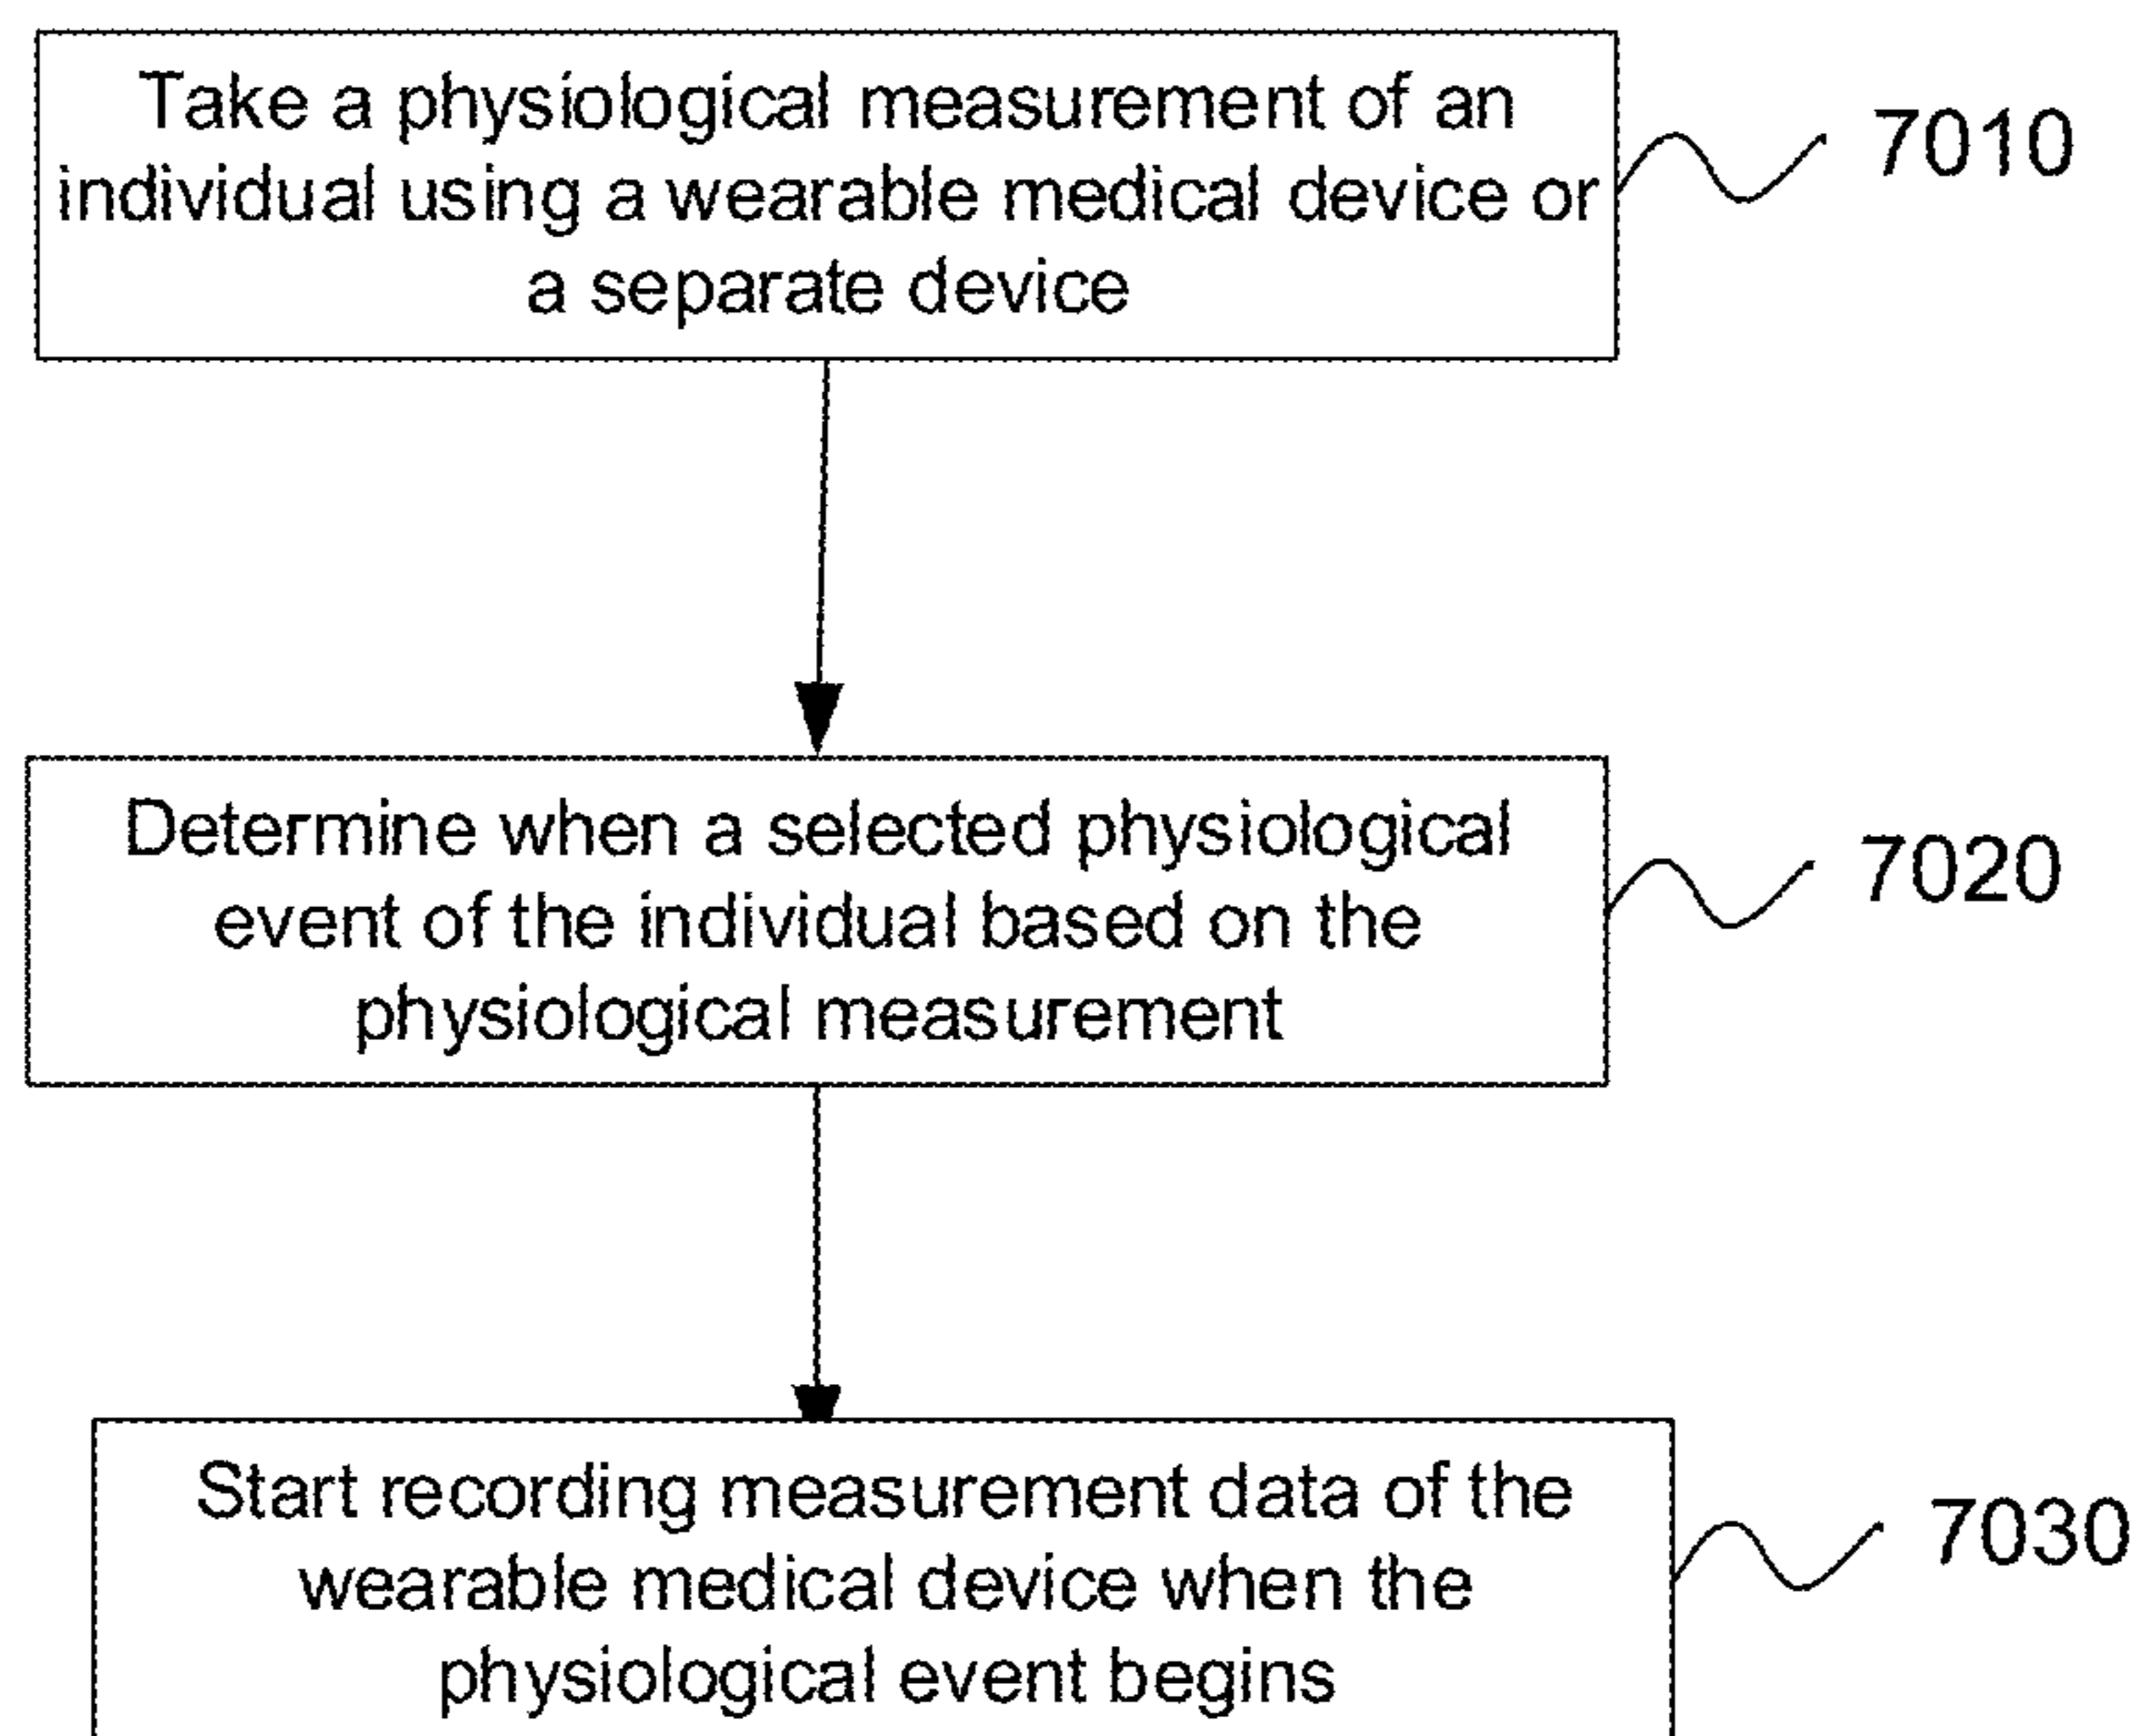 Take a physiological measurement of an
individual using a wearable medical device or
a separate device
7010
Determine when a selected physiological
event of the individual based on the
physiological measurement
7020
Start recording measurement data of the
wearable medical device when the
physiological event begins
7030